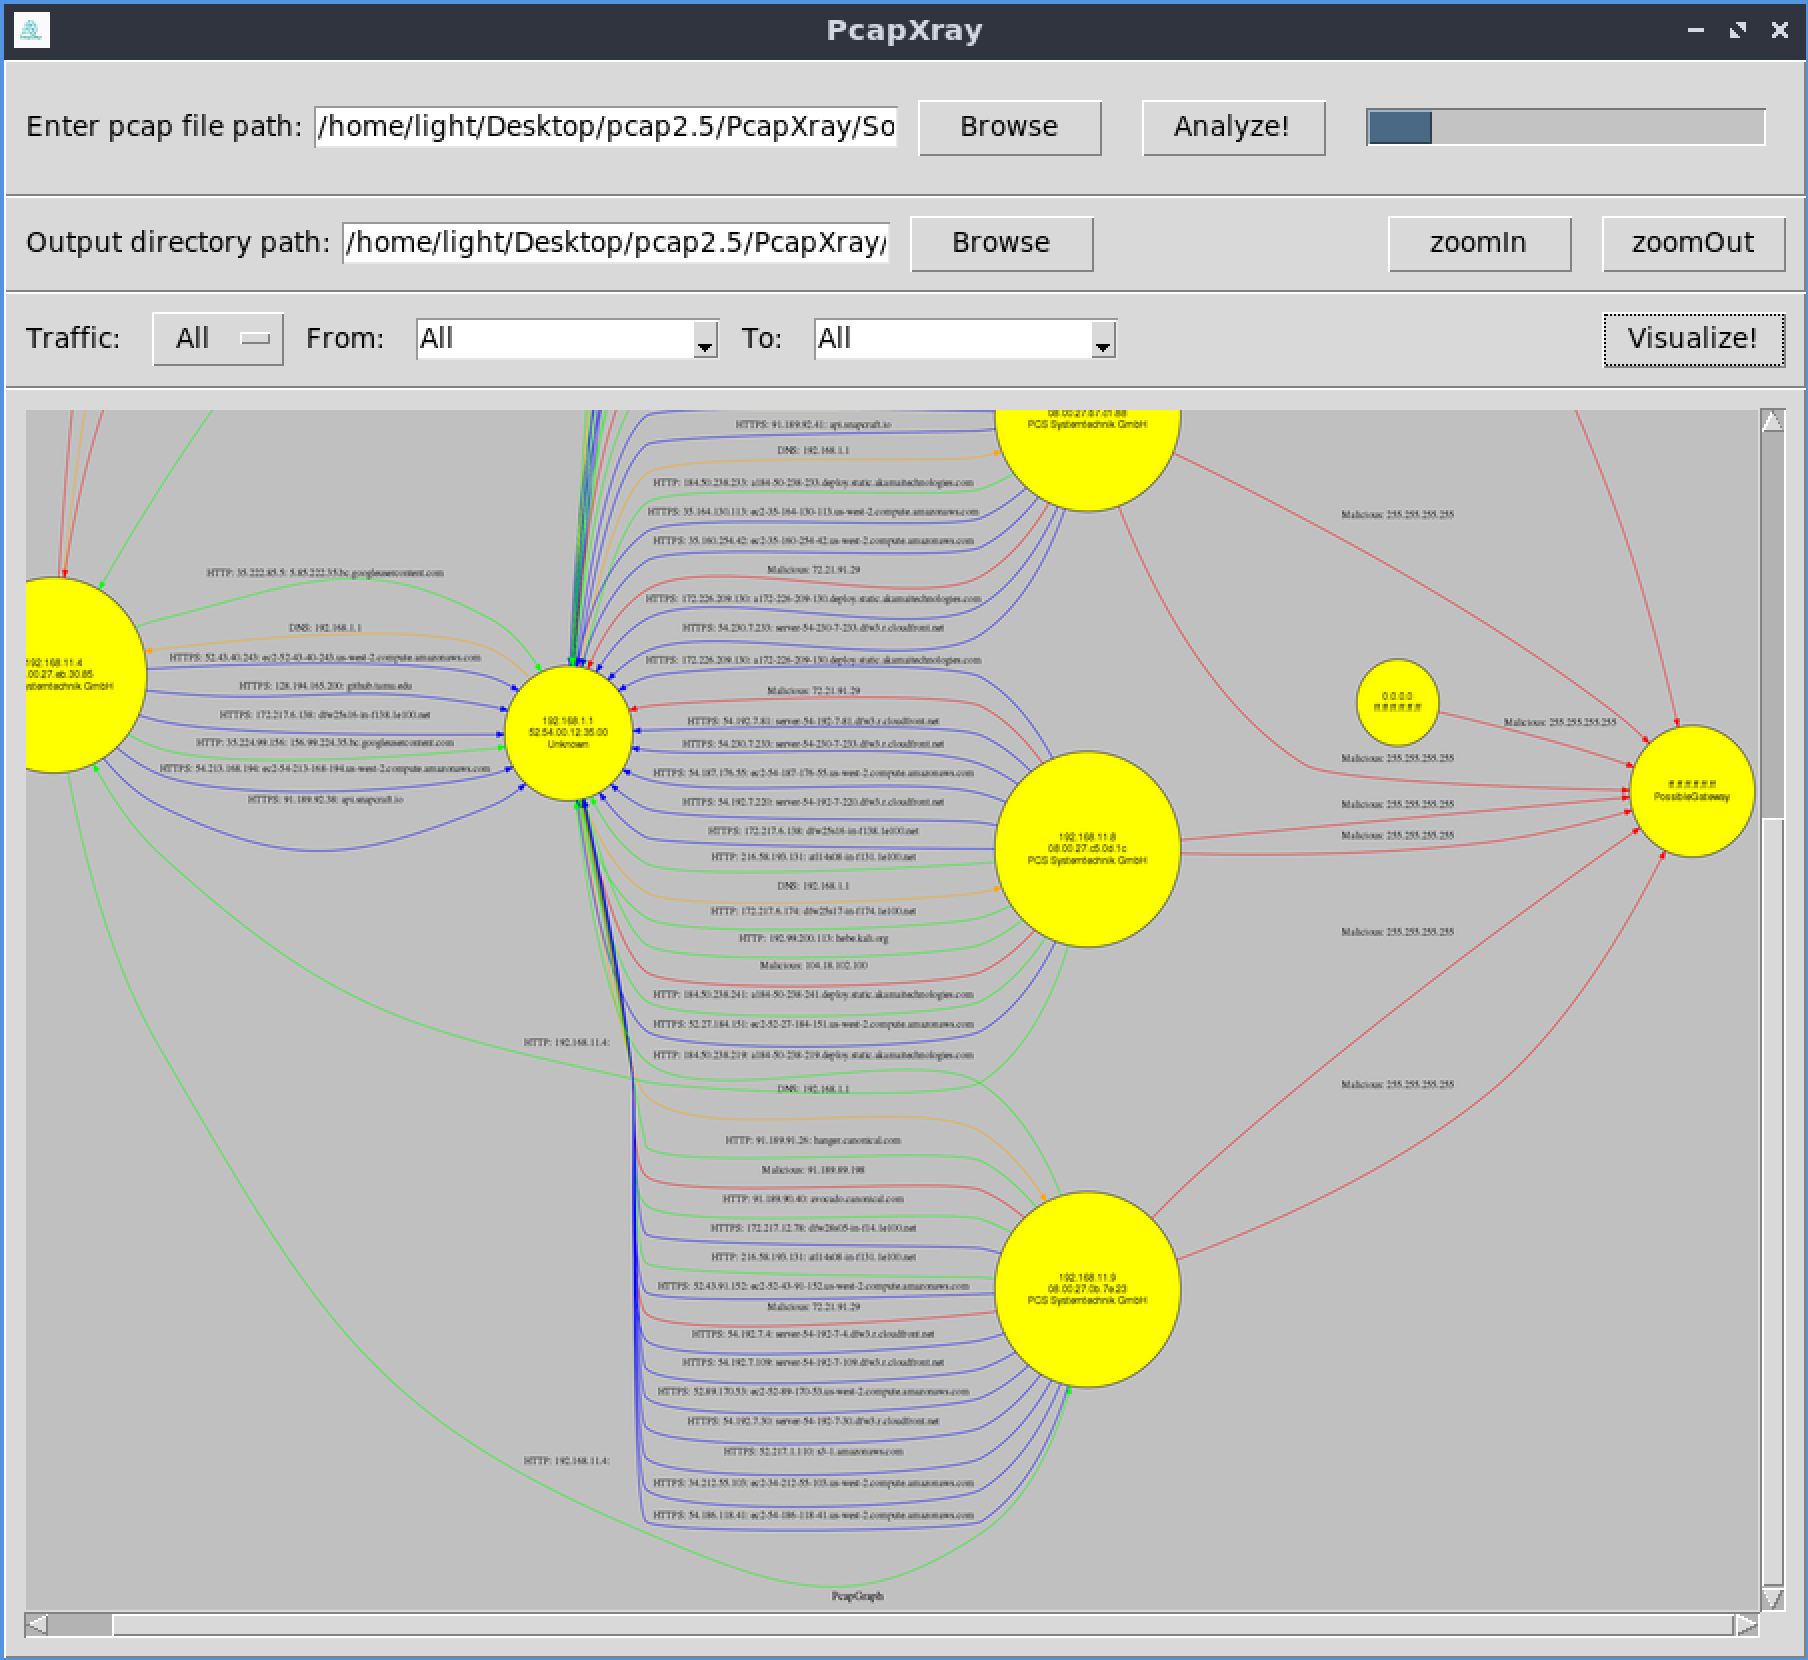 PcapXray
Enter pcap file path: /home/light/Desktop/pcap2.5/PcapXray/So Browse Analyze!
Output directory path: /home/light/Desktop/pcap2.5/PcapXray/ Browse zoomIn zoomOut
Traffic: All From: All To: All Visualize!
08:00:27:67:c1:88
PCS Systemtechnik GmbH
HTTPS: 91.189.92.41: api.snapcraft.io
DNS: 192.168.1.1
HTTP: 184.50.238.233: a184-50-238-233.deploy.static.akamaitechnologies.com
HTTPS: 35.164.130.113: ec2-35-164-130-113.us-west-2.compute.amazonaws.com
HTTPS: 35.160.254.42: ec2-35-160-254-42.us-west-2.compute.amazonaws.com
Malicious: 72.21.91.29
HTTPS: 172.226.209.130: a172-226-209-130.deploy.static.akamaitechnologies.com
HTTPS: 54.230.7.233: server-54-230-7-233.dfw3.r.cloudfront.net
HTTPS: 172.226.209.130: a172-226-209-130.deploy.static.akamaitechnologies.com
Malicious: 72.21.91.29
HTTPS: 54.192.7.81: server-54-192-7-81.dfw3.r.cloudfront.net
HTTPS: 54.230.7.233: server-54-230-7-233.dfw3.r.cloudfront.net
HTTPS: 54.187.176.55: ec2-54-187-176-55.us-west-2.compute.amazonaws.com
HTTPS: 54.192.7.220: server-54-192-7-220.dfw3.r.cloudfront.net
HTTPS: 172.217.6.138: dfw25s16-in-f138.1e100.net
HTTP: 216.58.193.131: atl14s08-in-f131.1e100.net
DNS: 192.168.1.1
HTTP: 172.217.6.174: dfw25s17-in-f174.1e100.net
HTTP: 192.99.200.113: hebe.kali.org
Malicious: 104.18.102.100
HTTP: 184.50.238.241: a184-50-238-241.deploy.static.akamaitechnologies.com
HTTPS: 52.27.184.151: ec2-52-27-184-151.us-west-2.compute.amazonaws.com
HTTP: 184.50.238.219: a184-50-238-219.deploy.static.akamaitechnologies.com
DNS: 192.168.1.1
HTTP: 91.189.91.26: banger.canonical.com
Malicious: 91.189.89.198
HTTP: 91.189.90.40: avocado.canonical.com
HTTPS: 172.217.12.78: dfw28s05-in-f14.1e100.net
HTTP: 216.58.193.131: atl14s08-in-f131.1e100.net
HTTPS: 52.43.91.152: ec2-52-43-91-152.us-west-2.compute.amazonaws.com
Malicious: 72.21.91.29
HTTPS: 54.192.7.4: server-54-192-7-4.dfw3.r.cloudfront.net
HTTPS: 54.192.7.109: server-54-192-7-109.dfw3.r.cloudfront.net
HTTPS: 52.89.170.53: ec2-52-89-170-53.us-west-2.compute.amazonaws.com
HTTPS: 54.192.7.30: server-54-192-7-30.dfw3.r.cloudfront.net
HTTPS: 52.217.1.110: s3-1.amazonaws.com
HTTPS: 34.212.55.103: ec2-34-212-55-103.us-west-2.compute.amazonaws.com
HTTPS: 54.186.118.41: ec2-54-186-118-41.us-west-2.compute.amazonaws.com
HTTP: 35.222.85.5: 5.85.222.35.bc.googleusercontent.com
DNS: 192.168.1.1
HTTPS: 52.43.40.243: ec2-52-43-40-243.us-west-2.compute.amazonaws.com
HTTPS: 128.194.165.200: github.tamu.edu
HTTPS: 172.217.6.138: dfw25s16-in-f138.1e100.net
HTTP: 35.224.99.156: 156.99.224.35.bc.googleusercontent.com
HTTPS: 54.213.168.194: ec2-54-213-168-194.us-west-2.compute.amazonaws.com
HTTPS: 91.189.92.38: api.snapcraft.io
192.168.11.4
:00:27:eb:30:85
Systemtechnik GmbH
192.168.1.1
52:54:00:12:35:00
Unknown
192.168.11.8
08:00:27:c5:0d:1c
PCS Systemtechnik GmbH
192.168.11.9
08:00:27:0b:7e:23
PCS Systemtechnik GmbH
0.0.0.0
######
######
PossibleGateway
Malicious: 255.255.255.255
Malicious: 255.255.255.255
Malicious: 255.255.255.255
Malicious: 255.255.255.255
Malicious: 255.255.255.255
Malicious: 255.255.255.255
Malicious: 255.255.255.255
HTTP: 192.168.11.4:
HTTP: 192.168.11.4:
PcapGraph